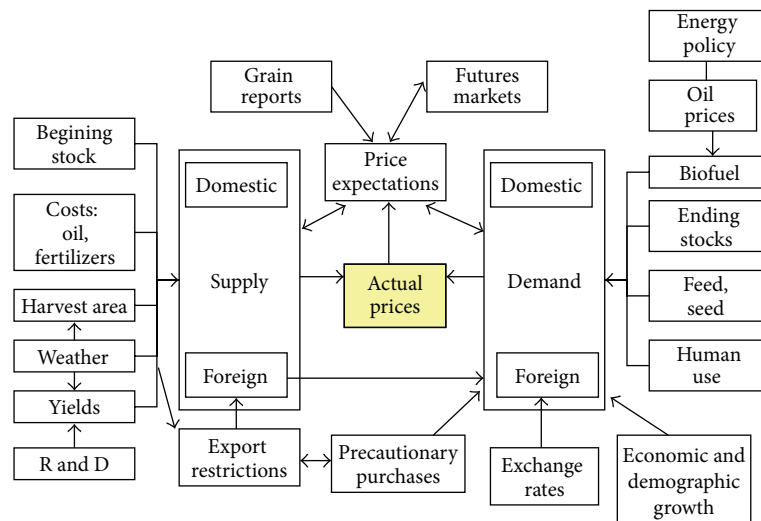 Energy
policy
Grain
reports
Futures
markets
Oil
prices
Begining
stock
Price
expectations
Domestic
Domestic
Biofuel
Costs:
oil,
fertilizers
Ending
stocks
Supply
Actual
prices
Demand
Feed,
seed
Harvest area
Weather
Foreign
Foreign
Human
use
Yields
Export
restrictions
Precautionary
purchases
Exchange
rates
Economic and
demographic
growth
R and D